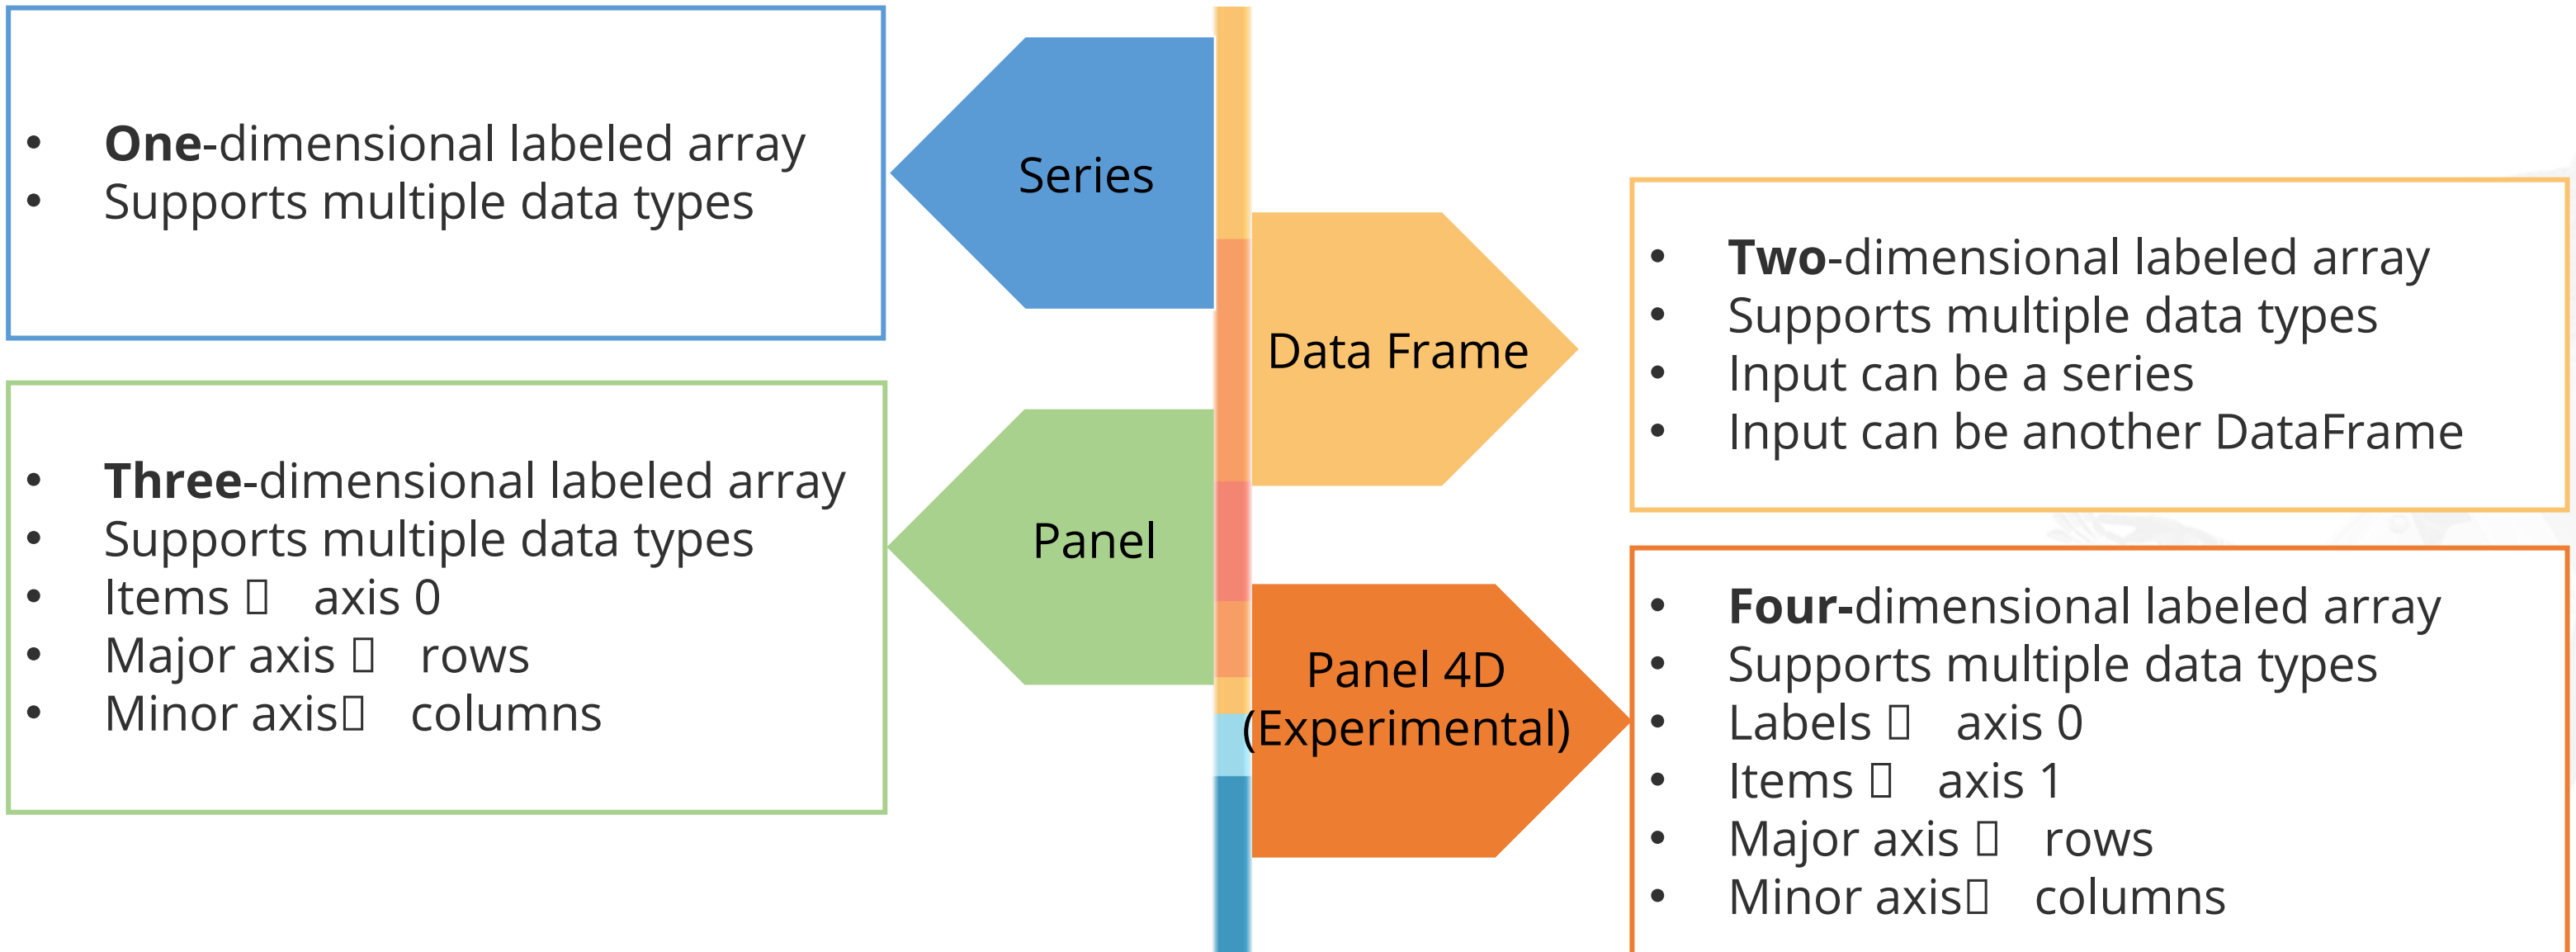 • One-dimensional labeled array
• Supports multiple data types
Series
Data Frame
• Two-dimensional labeled array
• Supports multiple data types
• Input can be a series
• Input can be another DataFrame
• Three-dimensional labeled array
• Supports multiple data types
• Items  axis 0
• Major axis  rows
• Minor axis columns
Panel
Panel 4D
(Experimental)
• Four-dimensional labeled array
• Supports multiple data types
• Labels  axis 0
• Items  axis 1
• Major axis  rows
• Minor axis columns